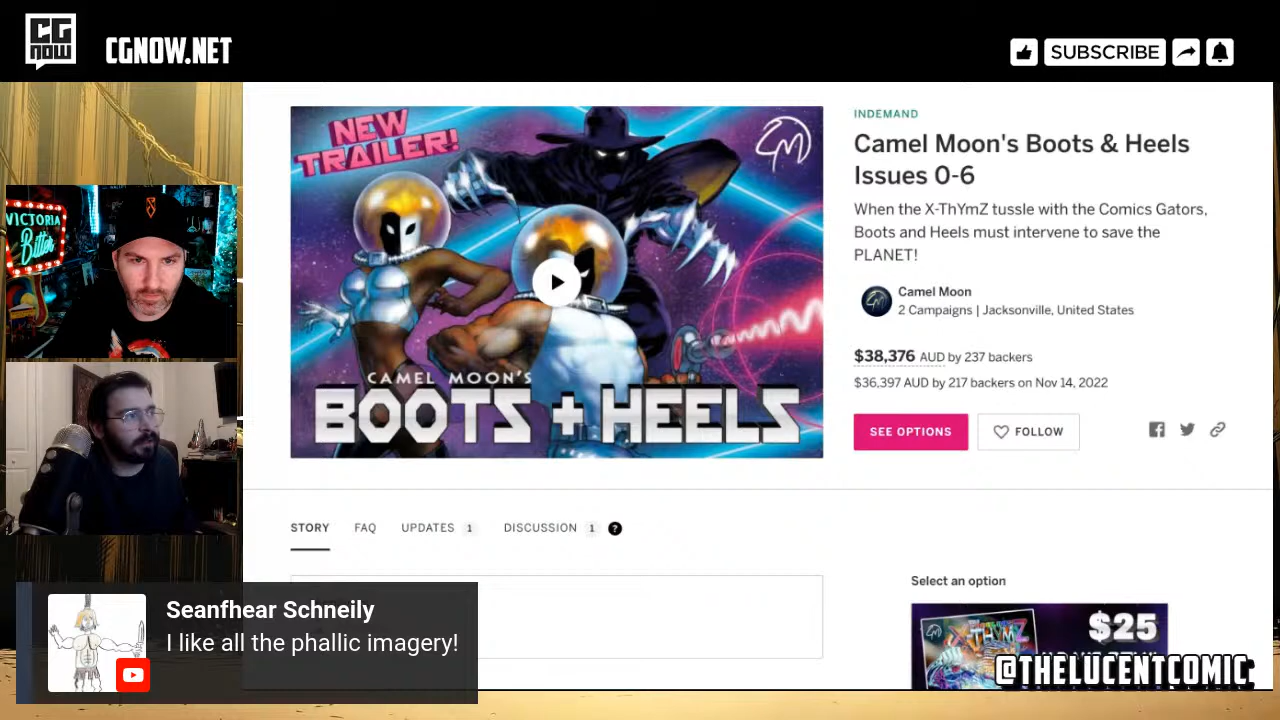 CG
NOW
CGNOW.NET
SUBSCRIBE
VICTORIA
Bitter
NEW
TRAILER!
CAMEL MOON'S
BOOTS + HEELS
INDEMAND
Camel Moon's Boots & Heels
Issues 0-6
When the X-ThYmZ tussle with the Comics Gators,
Boots and Heels must intervene to save the
PLANET!
Camel Moon
2 Campaigns | Jacksonville, United States
$38,376 AUD by 237 backers
$36,397 AUD by 217 backers on Nov 14, 2022
SEE OPTIONS
FOLLOW
STORY
FAQ
UPDATES 1
DISCUSSION 1 ?
Select an option
$25
X-THYMZ
Seanfhear Schneily
I like all the phallic imagery!
@THELUCENTCOMIC